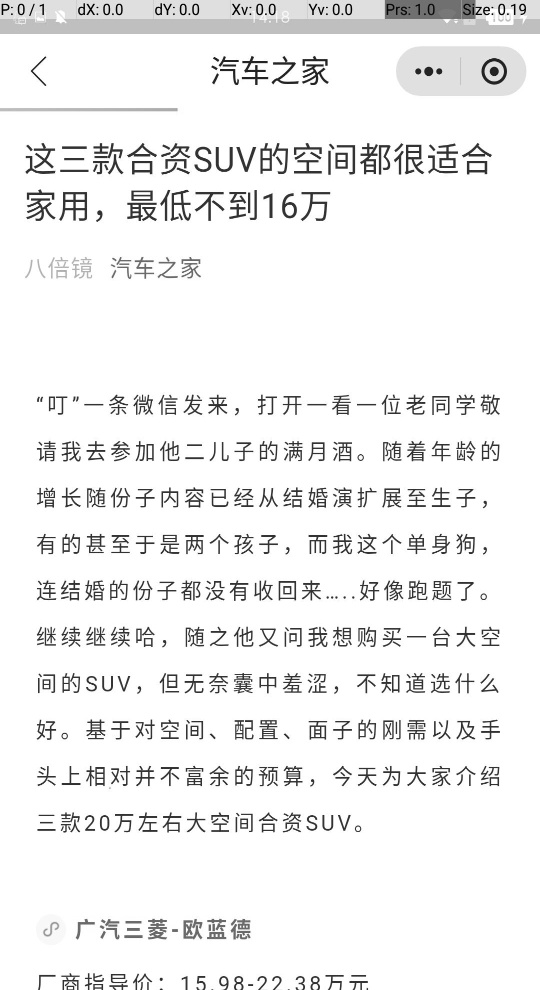 P: 0 / 1 dX: 0.0 dY: 0.0 Xv: 0.0 Yv: 0.0 Prs: 1.0 Size: 0.19
14:18 100
汽车之家
这三款合资SUV的空间都很适合
家用，最低不到16万
八倍镜 汽车之家
“叮”一条微信发来，打开一看一位老同学敬
请我去参加他二儿子的满月酒。随着年龄的
增长随份子内容已经从结婚演扩展至生子，
有的甚至于是两个孩子，而我这个单身狗，
连结婚的份子都没有收回来…..好像跑题了。
继续继续哈，随之他又问我想购买一台大空
间的SUV，但无奈囊中羞涩，不知道选什么
好。基于对空间、配置、面子的刚需以及手
头上相对并不富余的预算，今天为大家介绍
三款20万左右大空间合资SUV。
广汽三菱-欧蓝德
厂商指导价：15.98-22.38万元